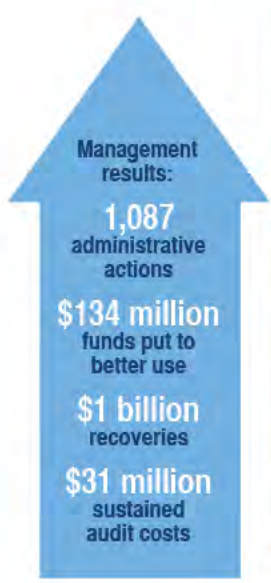 Management
results:
1,087
administrative
actions
$134 million
funds put to
better use
$1 billion
recoveries
$31 million
sustained
audit costs